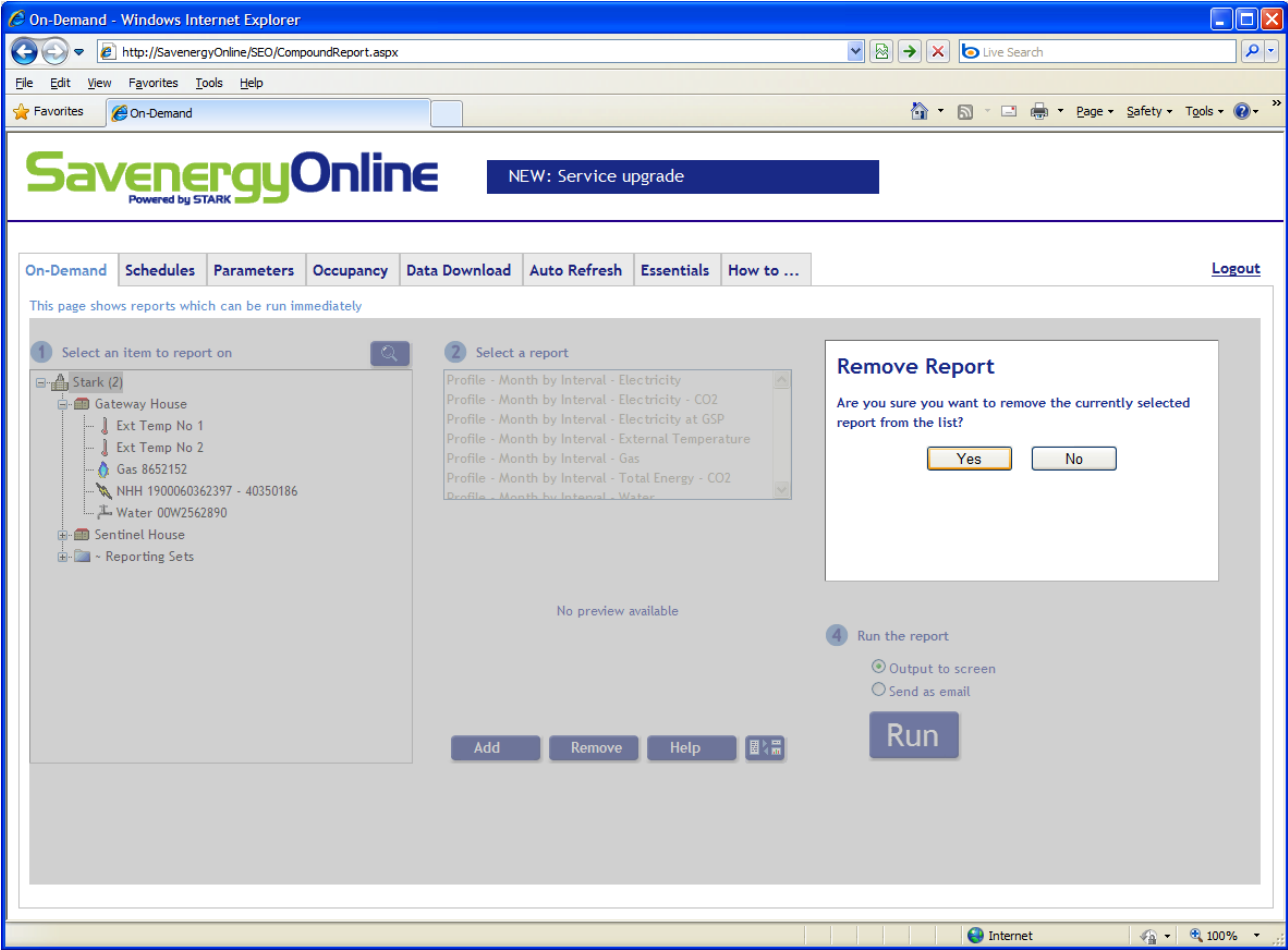 On-Demand - Windows Internet Explorer
http://SavenergyOnline/SEO/CompoundReport.aspx
Live Search
File Edit View Favorites Tools Help
Favorites
On-Demand
Page Safety Tools
»
SavenergyOnline
Powered by STARK
NEW: Service upgrade
On-Demand Schedules Parameters Occupancy Data Download Auto Refresh Essentials How to ...
Logout
This page shows reports which can be run immediately
1 Select an item to report on
Stark (2)
Gateway House
Ext Temp No 1
Ext Temp No 2
Gas 8652152
NHH 1900060362397 - 40350186
Water 00W2562890
Sentinel House
~ Reporting Sets
2 Select a report
Profile - Month by Interval - Electricity
Profile - Month by Interval - Electricity - CO2
Profile - Month by Interval - Electricity at GSP
Profile - Month by Interval - External Temperature
Profile - Month by Interval - Gas
Profile - Month by Interval - Total Energy - CO2
Profile - Month by Interval - Water
No preview available
Add Remove Help
Remove Report
Are you sure you want to remove the currently selected
report from the list?
Yes No
4 Run the report
Output to screen
Send as email
Run
Internet
100%